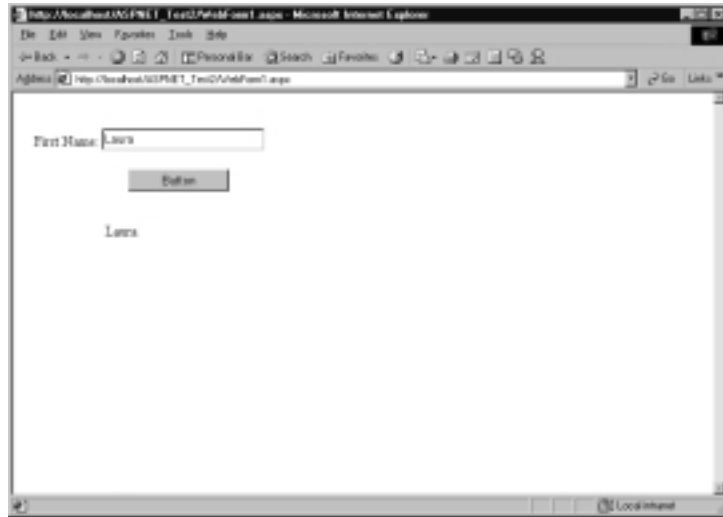 http://localhost/ASPNET_Test2/WebForm1.aspx - Microsoft Internet Explorer
File Edit View Favorites Tools Help
Back Personal Bar Search Favorites
Address http://localhost/ASPNET_Test2/WebForm1.aspx Go Links
First Name: Laura
Button
Laura
Local intranet